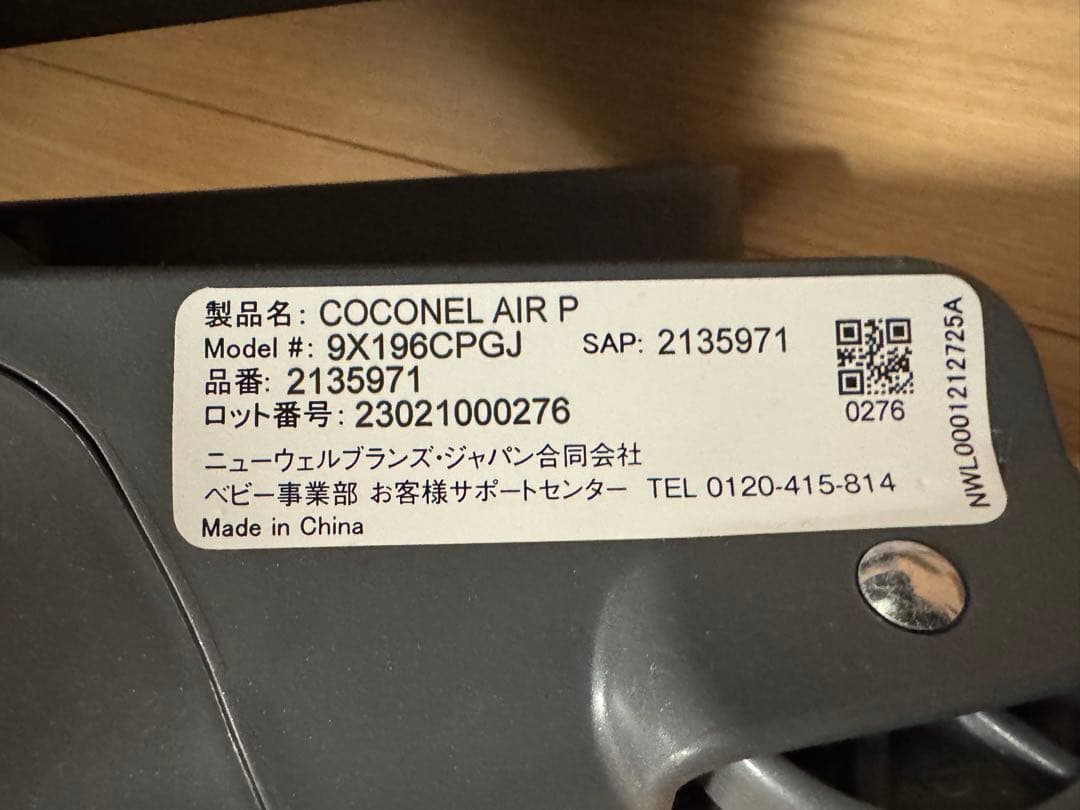 製品名: COCONEL AIR P
Model #: 9X196CPGJ SAP: 2135971
品番: 2135971
ロット番号: 23021000276
ニューウェルブランズ・ジャパン合同会社
ベビー事業部 お客様サポートセンター TEL 0120-415-814
Made in China
0276
NWL0001212725A